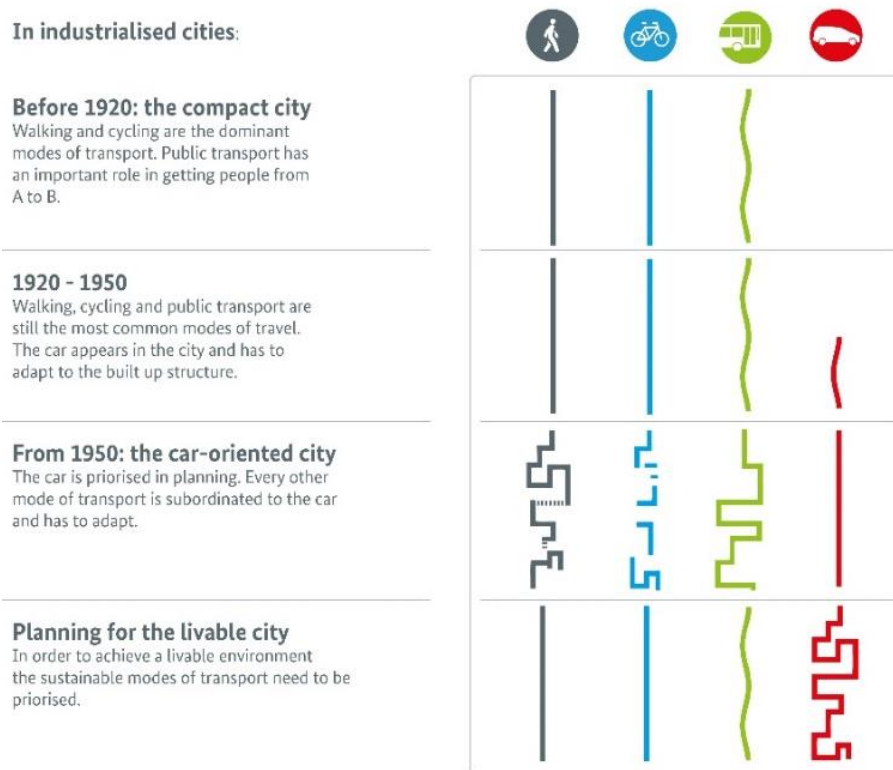 In industrialised cities:
Before 1920: the compact city
Walking and cycling are the dominant
modes of transport. Public transport has
an important role in getting people from
A to B.
1920 - 1950
Walking, cycling and public transport are
still the most common modes of travel.
The car appears in the city and has to
adapt to the built up structure.
From 1950: the car-oriented city
The car is priorised in planning. Every other
mode of transport is subordinated to the car
and has to adapt.
Planning for the livable city
In order to achieve a livable environment
the sustainable modes of transport need to be
priorised.